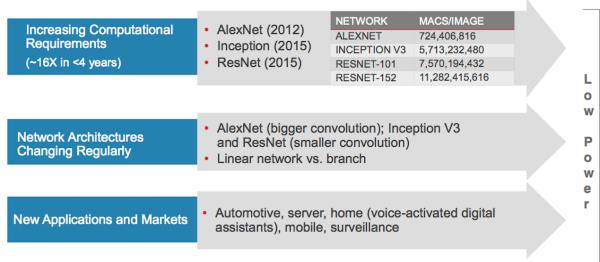 Increasing Computational
Requirements
(~16X in <4 years)
• AlexNet (2012)
• Inception (2015)
• ResNet (2015)
NETWORK MACS/IMAGE
ALEXNET 724,406,816
INCEPTION V3 5,713,232,480
RESNET-101 7,570,194,432
RESNET-152 11,282,415,616
Network Architectures
Changing Regularly
• AlexNet (bigger convolution); Inception V3
and ResNet (smaller convolution)
• Linear network vs. branch
New Applications and Markets
• Automotive, server, home (voice-activated digital
assistants), mobile, surveillance
Low Power